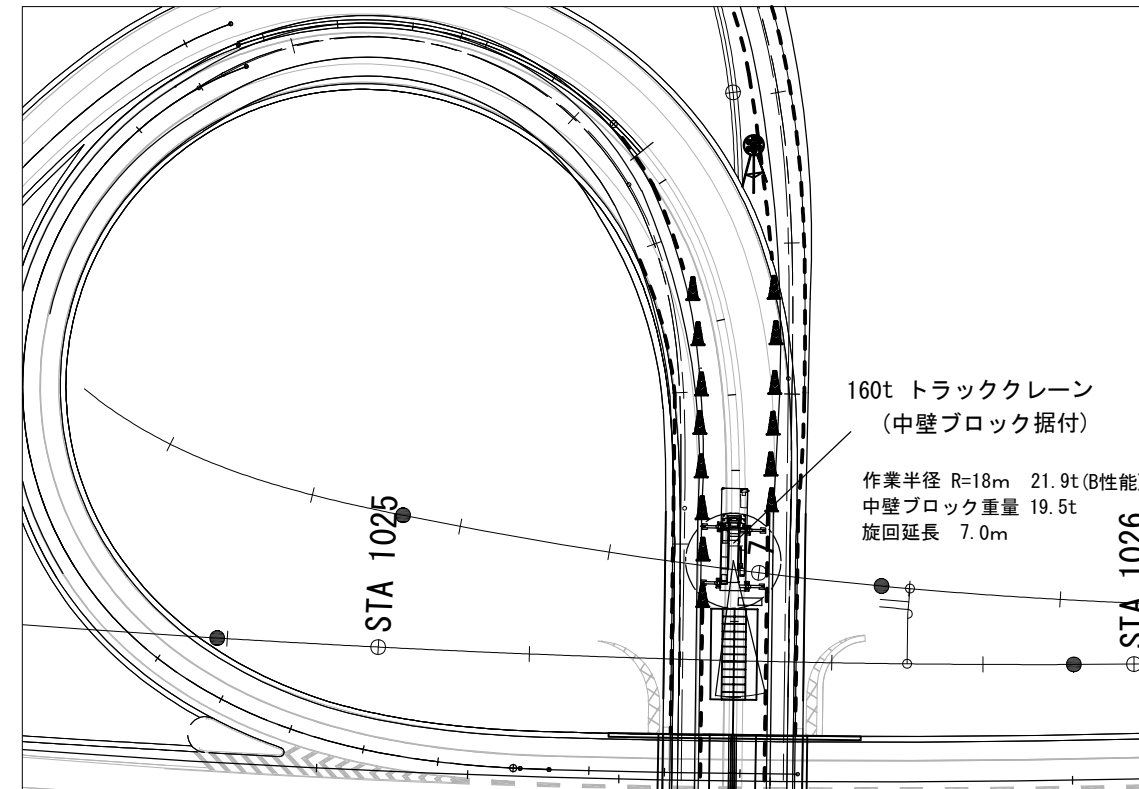 160t トラッククレーン
(中壁ブロック据付)
作業半径 R=18m 21.9t(B性能)
中壁ブロック重量 19.5t
旋回延長 7.0m
STA 1025
7
STA 1026